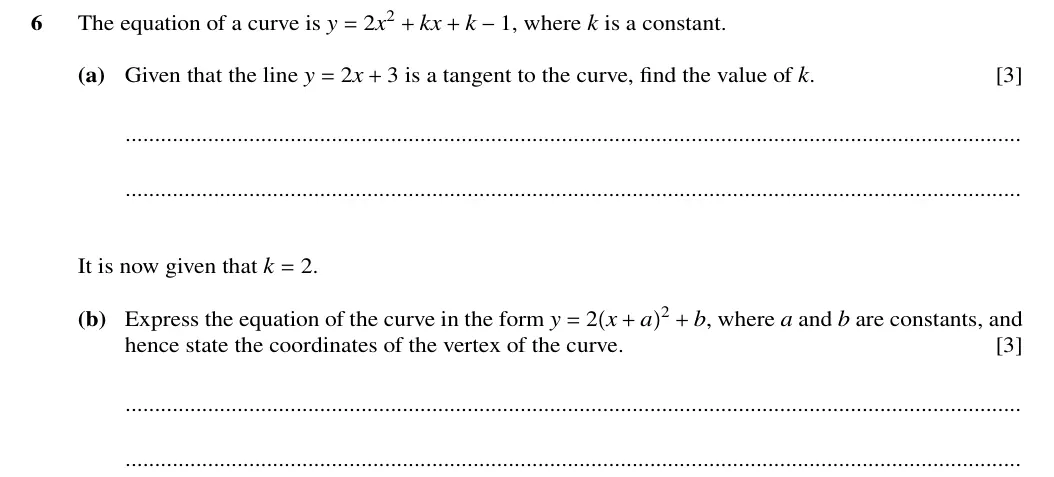 6 The equation of a curve is y = 2x² + kx + k − 1, where k is a constant.
(a) Given that the line y = 2x + 3 is a tangent to the curve, find the value of k. [3]
It is now given that k = 2.
(b) Express the equation of the curve in the form y = 2(x + a)² + b, where a and b are constants, and
hence state the coordinates of the vertex of the curve. [3]